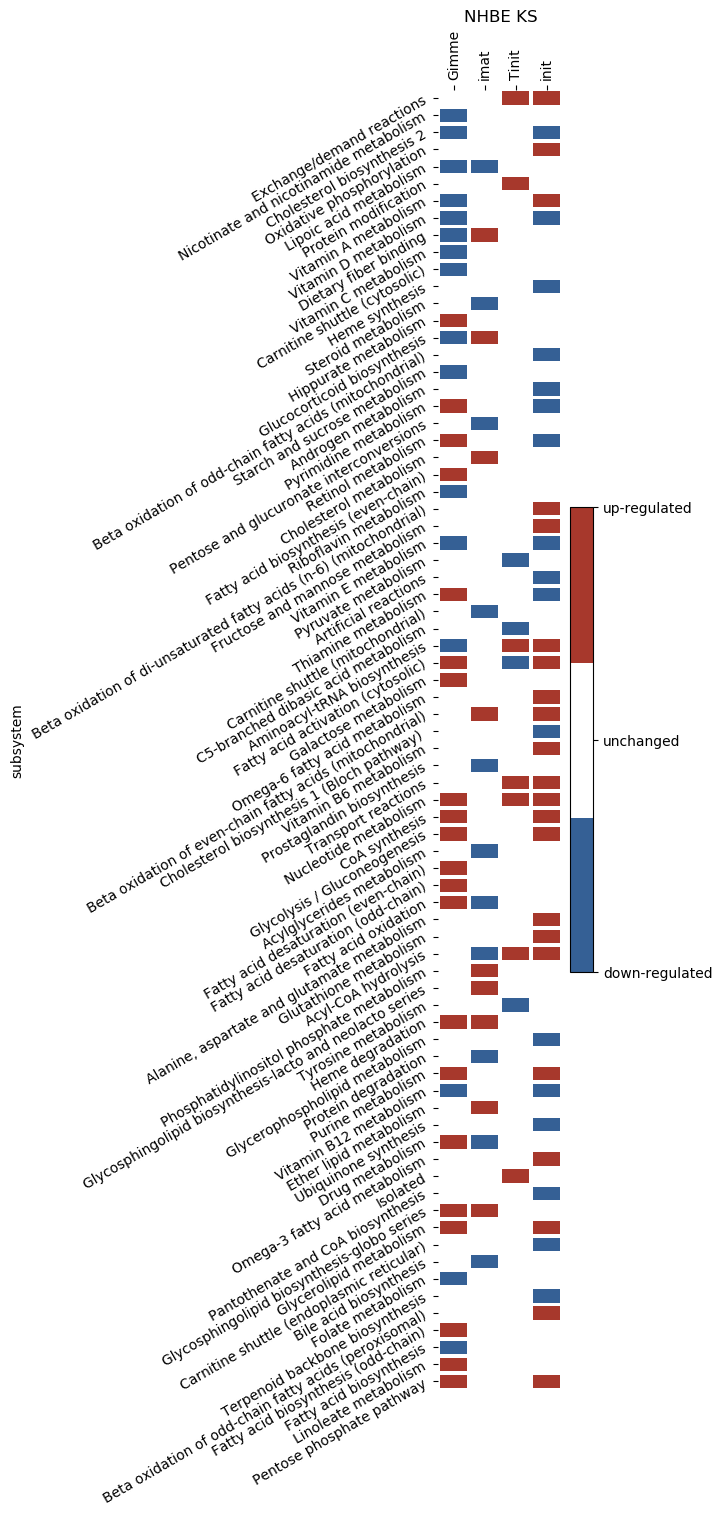 NHBE KS
Gimme
imat
Tinit
init
Exchange/demand reactions
Nicotinate and nicotinamide metabolism
Cholesterol biosynthesis 2
Oxidative phosphorylation
Lipoic acid metabolism
Protein modification
Vitamin A metabolism
Vitamin D metabolism
Dietary fiber binding
Vitamin C metabolism
Carnitine shuttle (cytosolic)
Heme synthesis
Steroid metabolism
Hippurate metabolism
Glucocorticoid biosynthesis
Beta oxidation of odd-chain fatty acids (mitochondrial)
Starch and sucrose metabolism
Androgen metabolism
Pyrimidine metabolism
Pentose and glucuronate interconversions
Retinol metabolism
Cholesterol metabolism
Fatty acid biosynthesis (even-chain)
Riboflavin metabolism
Beta oxidation of di-unsaturated fatty acids (n-6) (mitochondrial)
Fructose and mannose metabolism
Vitamin E metabolism
Pyruvate metabolism
Artificial reactions
Thiamine metabolism
Carnitine shuttle (mitochondrial)
C5-branched dibasic acid metabolism
Aminoacyl-tRNA biosynthesis
Fatty acid activation (cytosolic)
Galactose metabolism
Omega-6 fatty acid metabolism
Beta oxidation of even-chain fatty acids (mitochondrial)
Cholesterol biosynthesis 1 (Bloch pathway)
Vitamin B6 metabolism
Prostaglandin biosynthesis
Transport reactions
Nucleotide metabolism
CoA synthesis
Glycolysis / Gluconeogenesis
Acylglycerides metabolism
Fatty acid desaturation (even-chain)
Fatty acid desaturation (odd-chain)
Fatty acid oxidation
Alanine, aspartate and glutamate metabolism
Glutathione metabolism
Acyl-CoA hydrolysis
Phosphatidylinositol phosphate metabolism
Glycosphingolipid biosynthesis-lacto and neolacto series
Tyrosine metabolism
Heme degradation
Glycerophospholipid metabolism
Protein degradation
Purine metabolism
Vitamin B12 metabolism
Ether lipid metabolism
Ubiquinone synthesis
Drug metabolism
Omega-3 fatty acid metabolism
Isolated
Pantothenate and CoA biosynthesis
Glycosphingolipid biosynthesis-globo series
Glycerolipid metabolism
Carnitine shuttle (endoplasmic reticular)
Bile acid biosynthesis
Folate metabolism
Terpenoid backbone biosynthesis
Beta oxidation of odd-chain fatty acids (peroxisomal)
Fatty acid biosynthesis (odd-chain)
Fatty acid biosynthesis
Linoleate metabolism
Pentose phosphate pathway
subsystem
up-regulated
unchanged
down-regulated